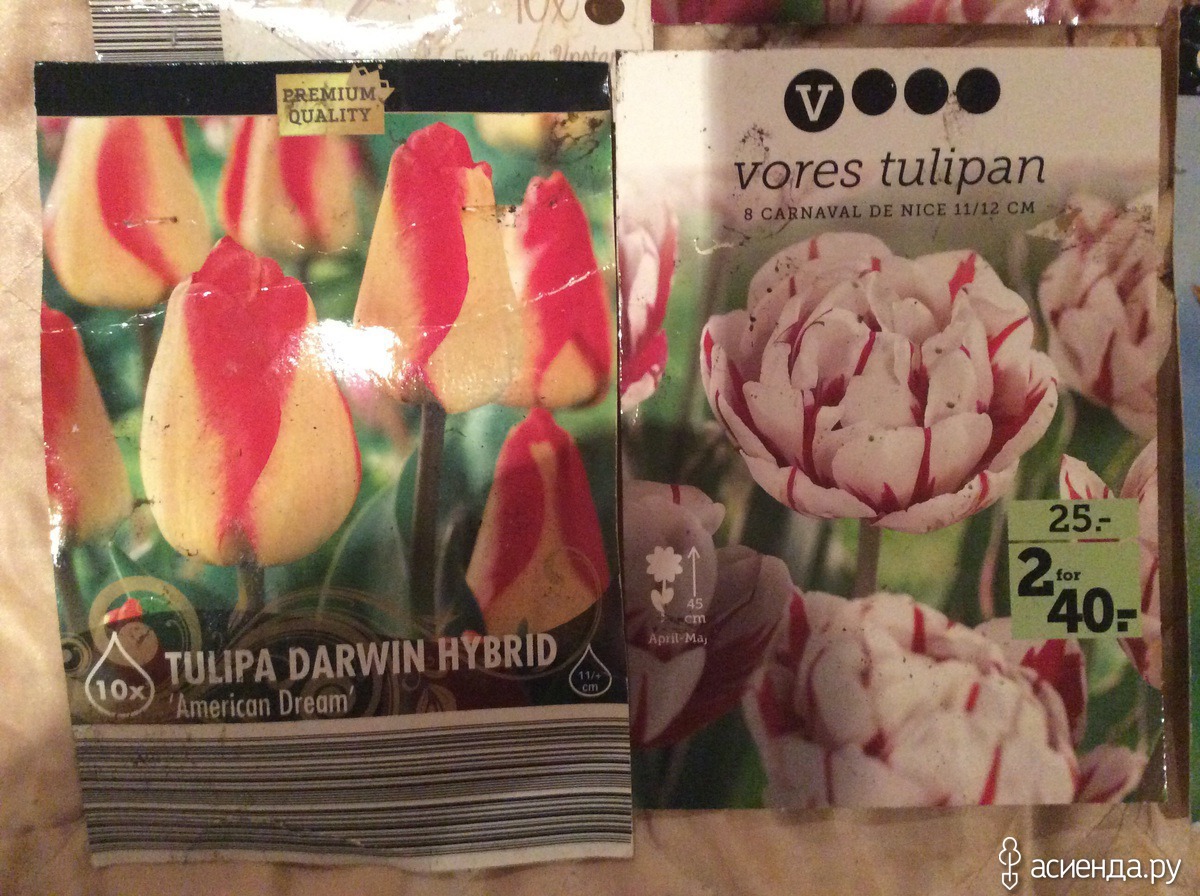 10x
PREMIUM
QUALITY
10x
TULIPA DARWIN HYBRID
'American Dream'
11/+
cm
V
vores tulipan
8 CARNAVAL DE NICE 11/12 CM
25.-
2 for
40.-
45
cm
April-Maj
асиенда.ру